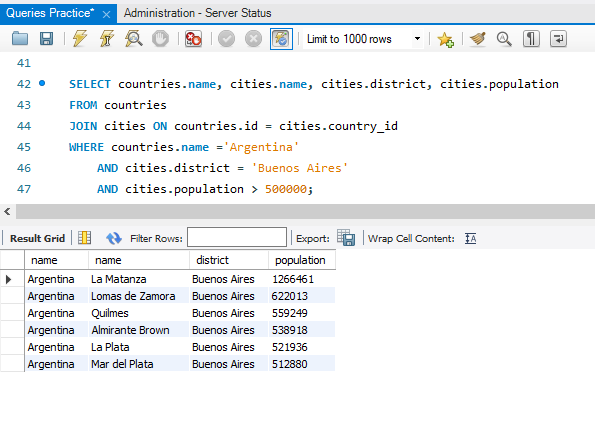 Queries Practice* Administration - Server Status
Limit to 1000 rows
41
42 SELECT countries.name, cities.name, cities.district, cities.population
43 FROM countries
44 JOIN cities ON countries.id = cities.country_id
45 WHERE countries.name ='Argentina'
46 AND cities.district = 'Buenos Aires'
47 AND cities.population > 500000;
Result Grid Filter Rows: Export: Wrap Cell Content:
name name district population
Argentina La Matanza Buenos Aires 1266461
Argentina Lomas de Zamora Buenos Aires 622013
Argentina Quilmes Buenos Aires 559249
Argentina Almirante Brown Buenos Aires 538918
Argentina La Plata Buenos Aires 521936
Argentina Mar del Plata Buenos Aires 512880